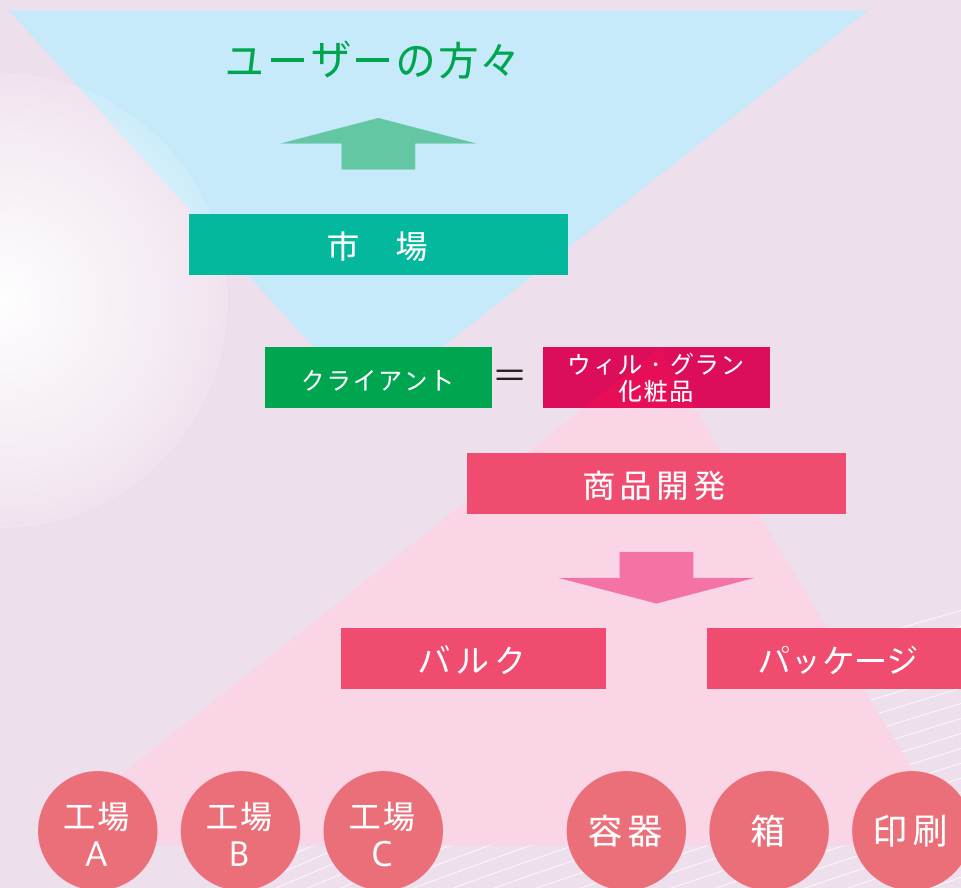 ユーザーの方々
市　場
クライアント
＝
ウィル・グラン
化粧品
商品開発
バルク
パッケージ
工場
A
工場
B
工場
C
容器
箱
印刷